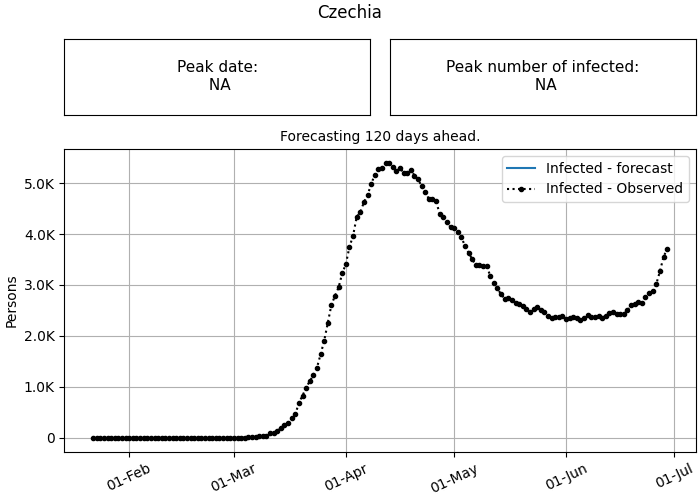 Czechia
Peak date:
NA
Peak number of infected:
NA
Forecasting 120 days ahead.
Infected - forecast
Infected - Observed
Persons
5.0K
4.0K
3.0K
2.0K
1.0K
0
01-Feb
01-Mar
01-Apr
01-May
01-Jun
01-Jul